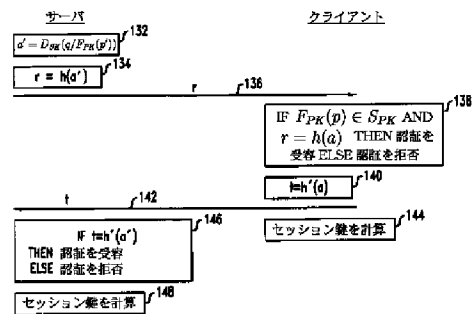 サーバ
クライアント
a' = D_SK(q/F_PK(p'))
132
134
r = h(a')
r
136
138
IF F_PK(p) ∈ S_PK AND
r = h(a) THEN 認証を
受容 ELSE 認証を拒否
140
t=h'(a)
t
142
146
144
IF t=h'(a')
THEN 認証を受容
ELSE 認証を拒否
セッション鍵を計算
148
セッション鍵を計算